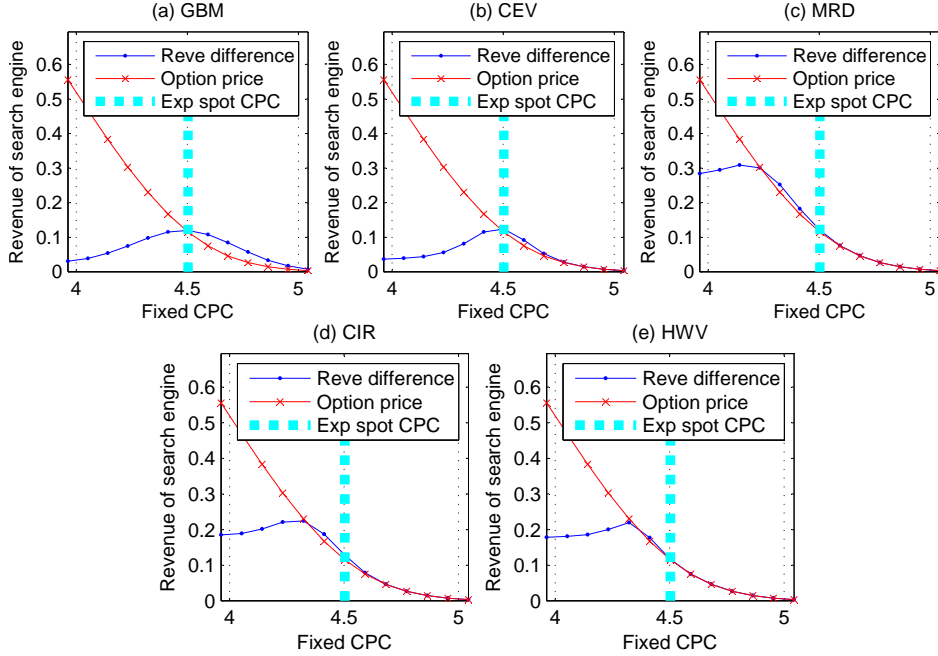 (a) GBM
Revenue of search engine
0.6
0.5
0.4
0.3
0.2
0.1
0
Reve difference
Option price
Exp spot CPC
4
4.5
5
Fixed CPC
(b) CEV
Revenue of search engine
0.6
0.5
0.4
0.3
0.2
0.1
0
Reve difference
Option price
Exp spot CPC
4
4.5
5
Fixed CPC
(c) MRD
Revenue of search engine
0.6
0.5
0.4
0.3
0.2
0.1
0
Reve difference
Option price
Exp spot CPC
4
4.5
5
Fixed CPC
(d) CIR
Revenue of search engine
0.6
0.5
0.4
0.3
0.2
0.1
0
Reve difference
Option price
Exp spot CPC
4
4.5
5
Fixed CPC
(e) HWV
Revenue of search engine
0.6
0.5
0.4
0.3
0.2
0.1
0
Reve difference
Option price
Exp spot CPC
4
4.5
5
Fixed CPC